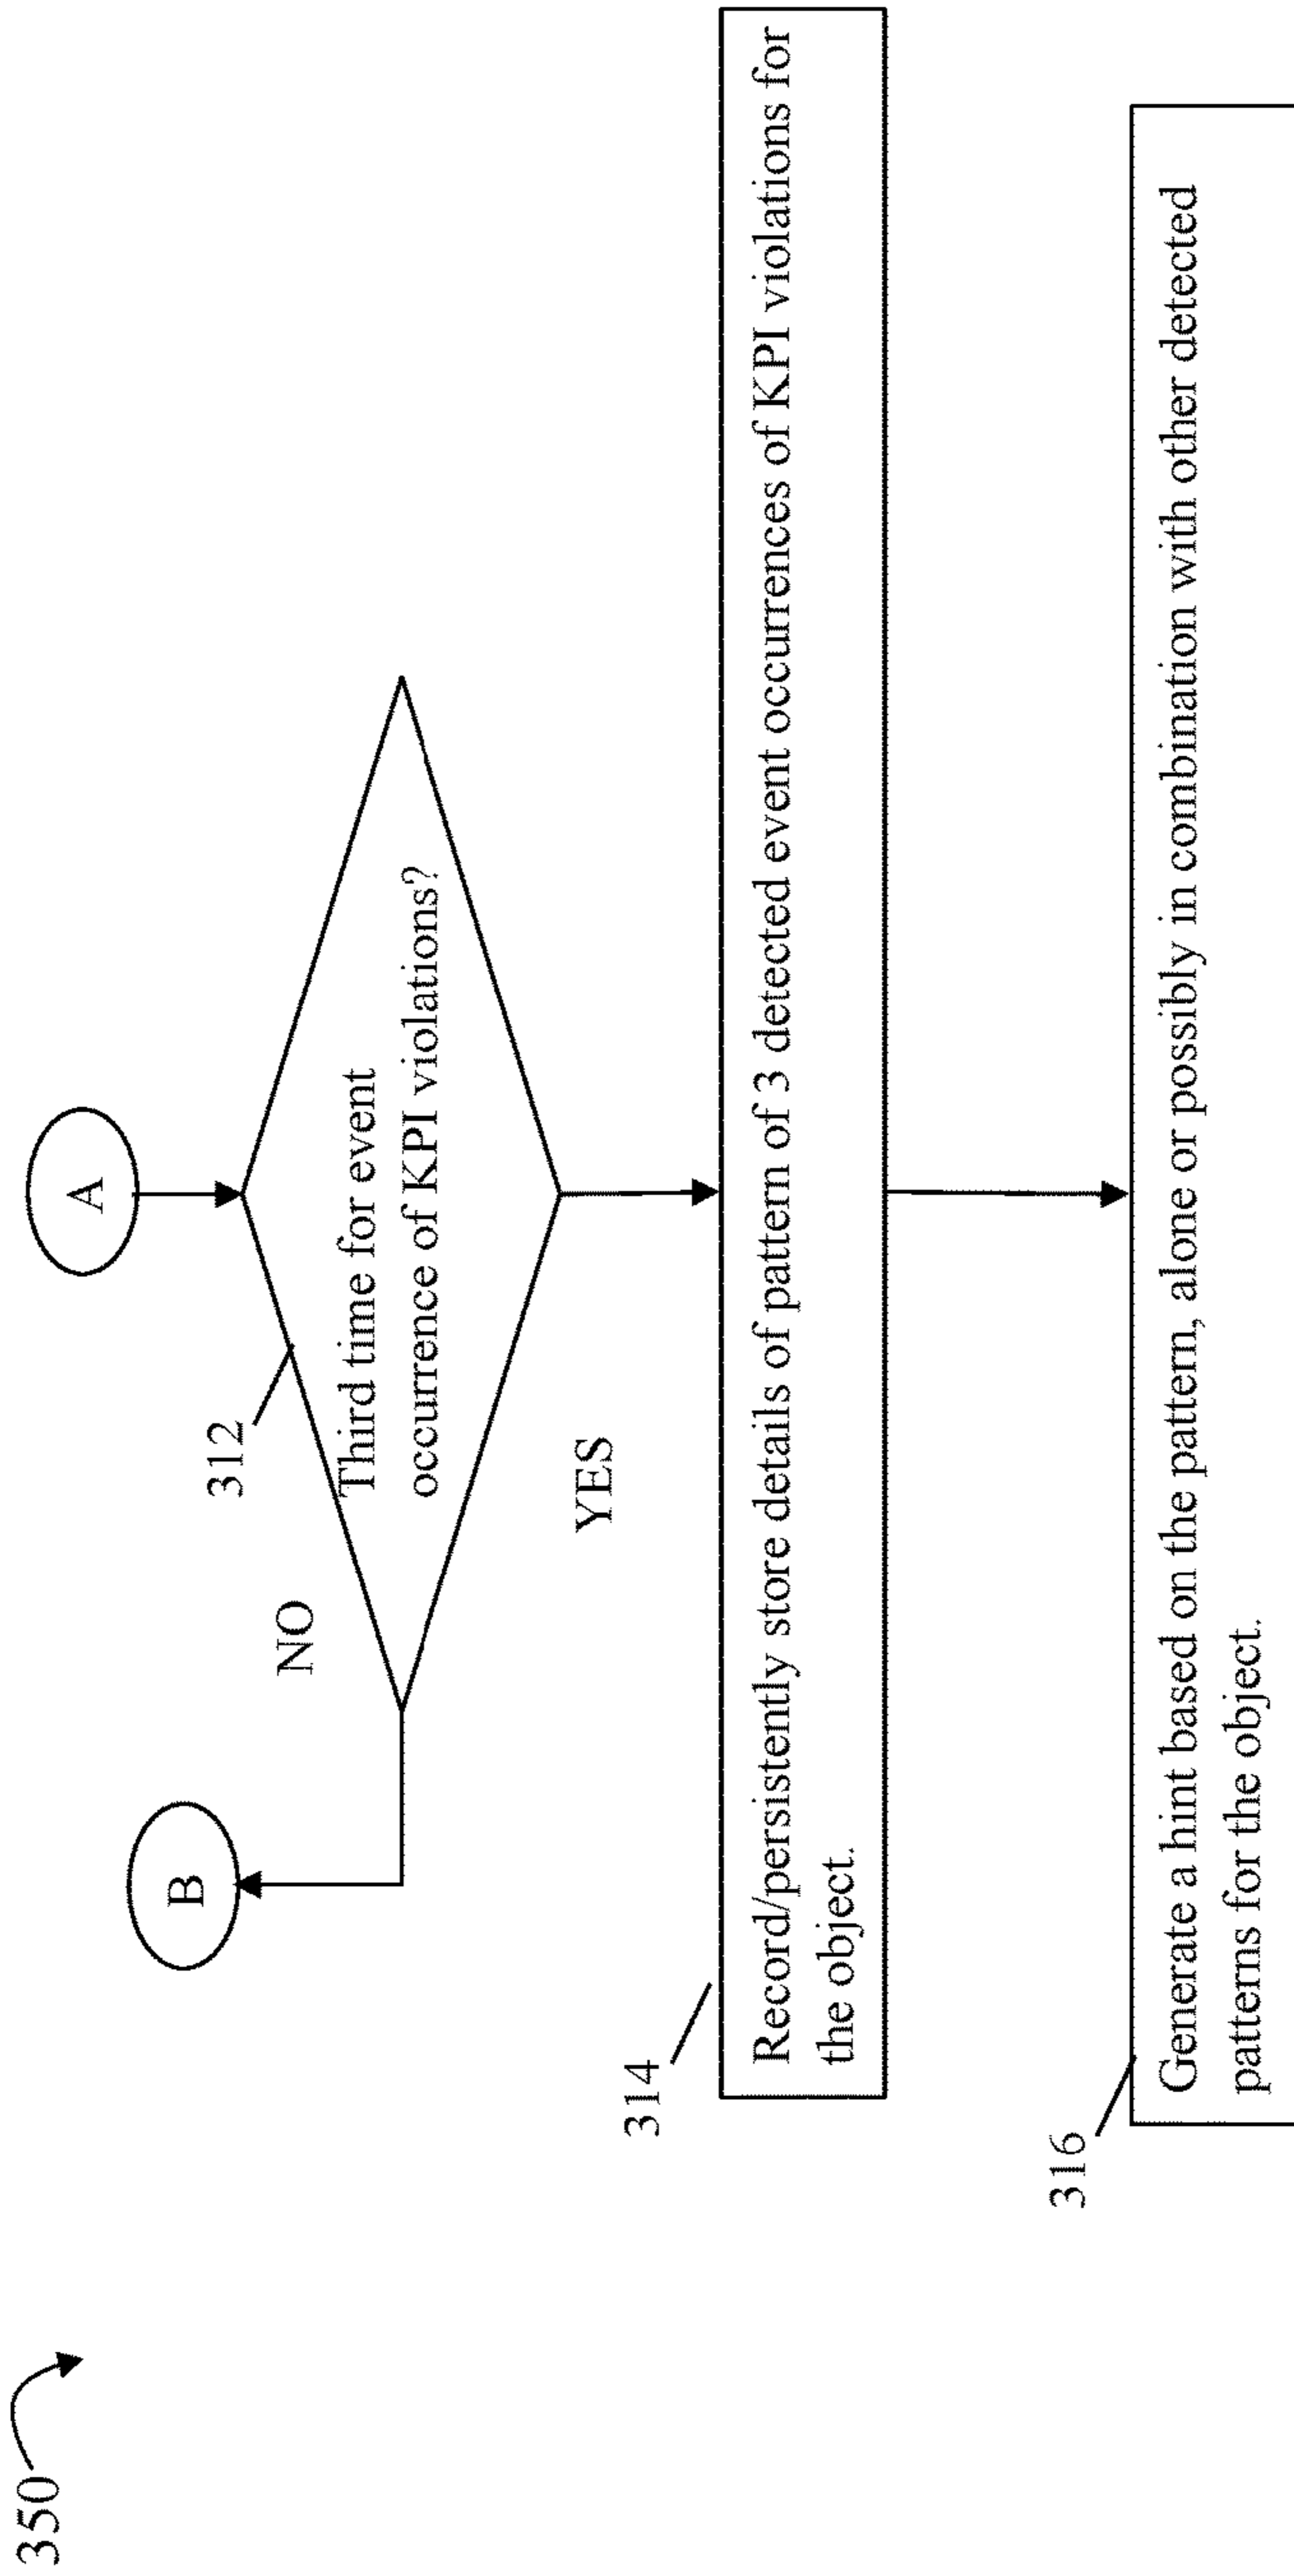 350
A
312
Third time for event
occurrence of KPI violations?
NO
B
YES
314
Record/persistently store details of pattern of 3 detected event occurrences of KPI violations for
the object.
316
Generate a hint based on the pattern, alone or possibly in combination with other detected
patterns for the object.